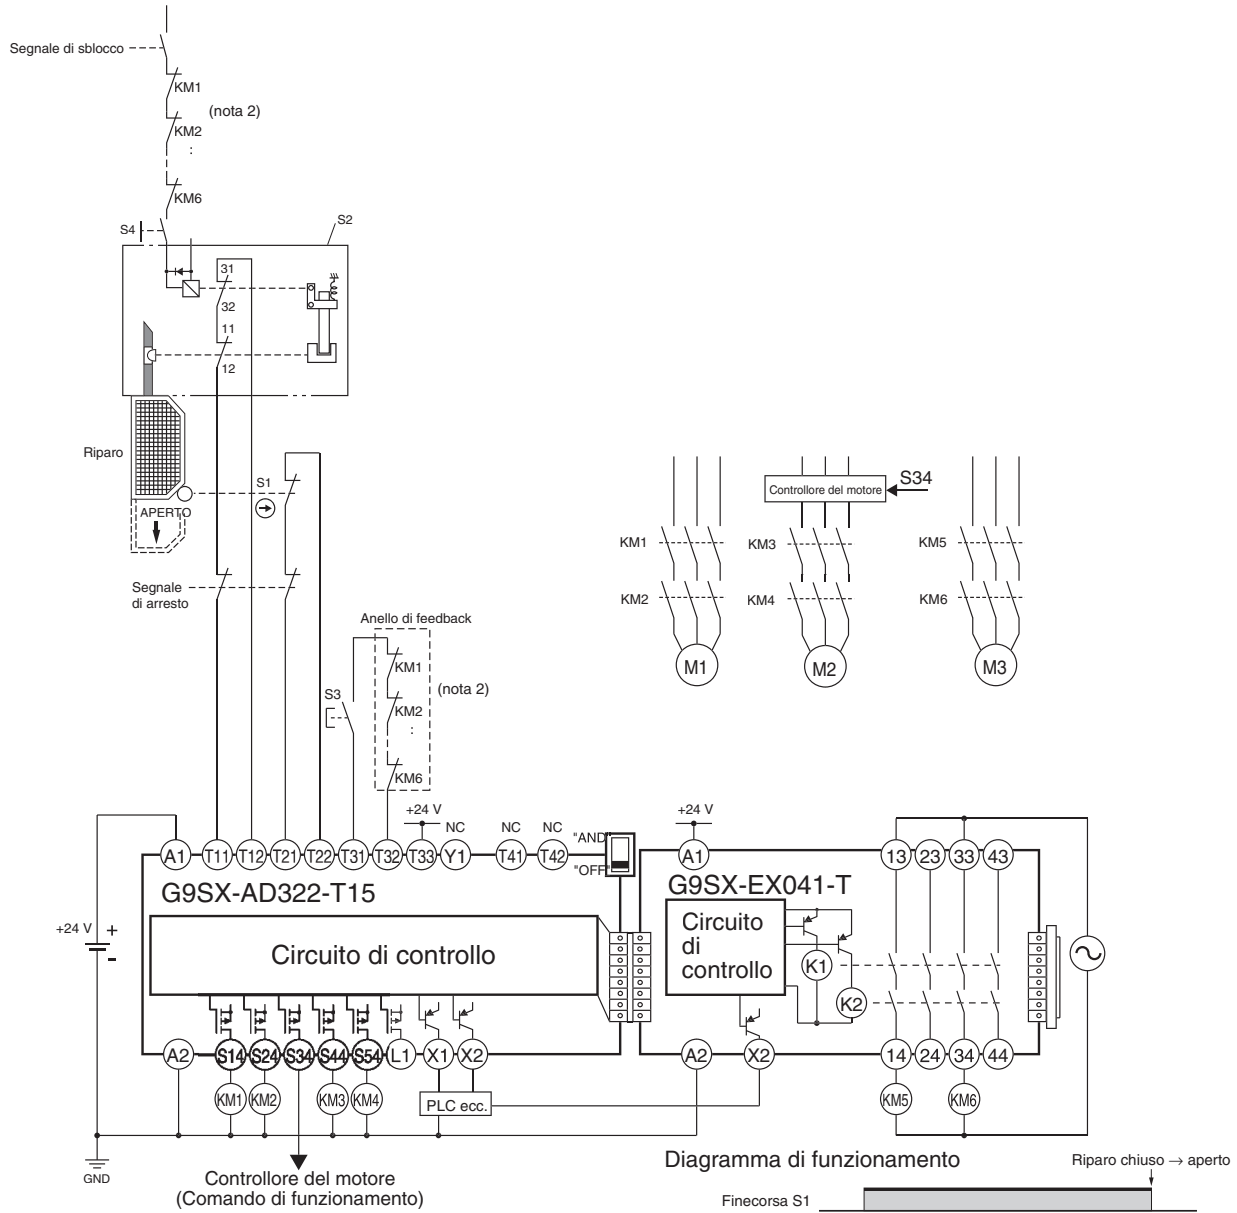 Segnale di sblocco
KM1
(nota 2)
KM2
:
KM6
S4
S2
31
32
11
12
Riparo
S1
APERTO
Segnale
di arresto
Anello di feedback
KM1
(nota 2)
KM2
:
KM6
S3
S34
Controllore del motore
KM1 KM3 KM5
KM2 KM4 KM6
M1 M2 M3
+24 V
NC NC NC
"AND"
"OFF"
A1 T11 T12 T21 T22 T31 T32 T33 Y1 T41 T42
+24 V
A1 13 23 33 43
G9SX-AD322-T15
G9SX-EX041-T
+24 V
+
-
Circuito di controllo
Circuito
di
controllo
K1
K2
A2 S14 S24 S34 S44 S54 L1 X1 X2
A2 X2 14 24 34 44
KM1 KM2 KM3 KM4
PLC ecc.
KM5 KM6
GND
Controllore del motore
(Comando di funzionamento)
Diagramma di funzionamento
Riparo chiuso → aperto
Finecorsa S1